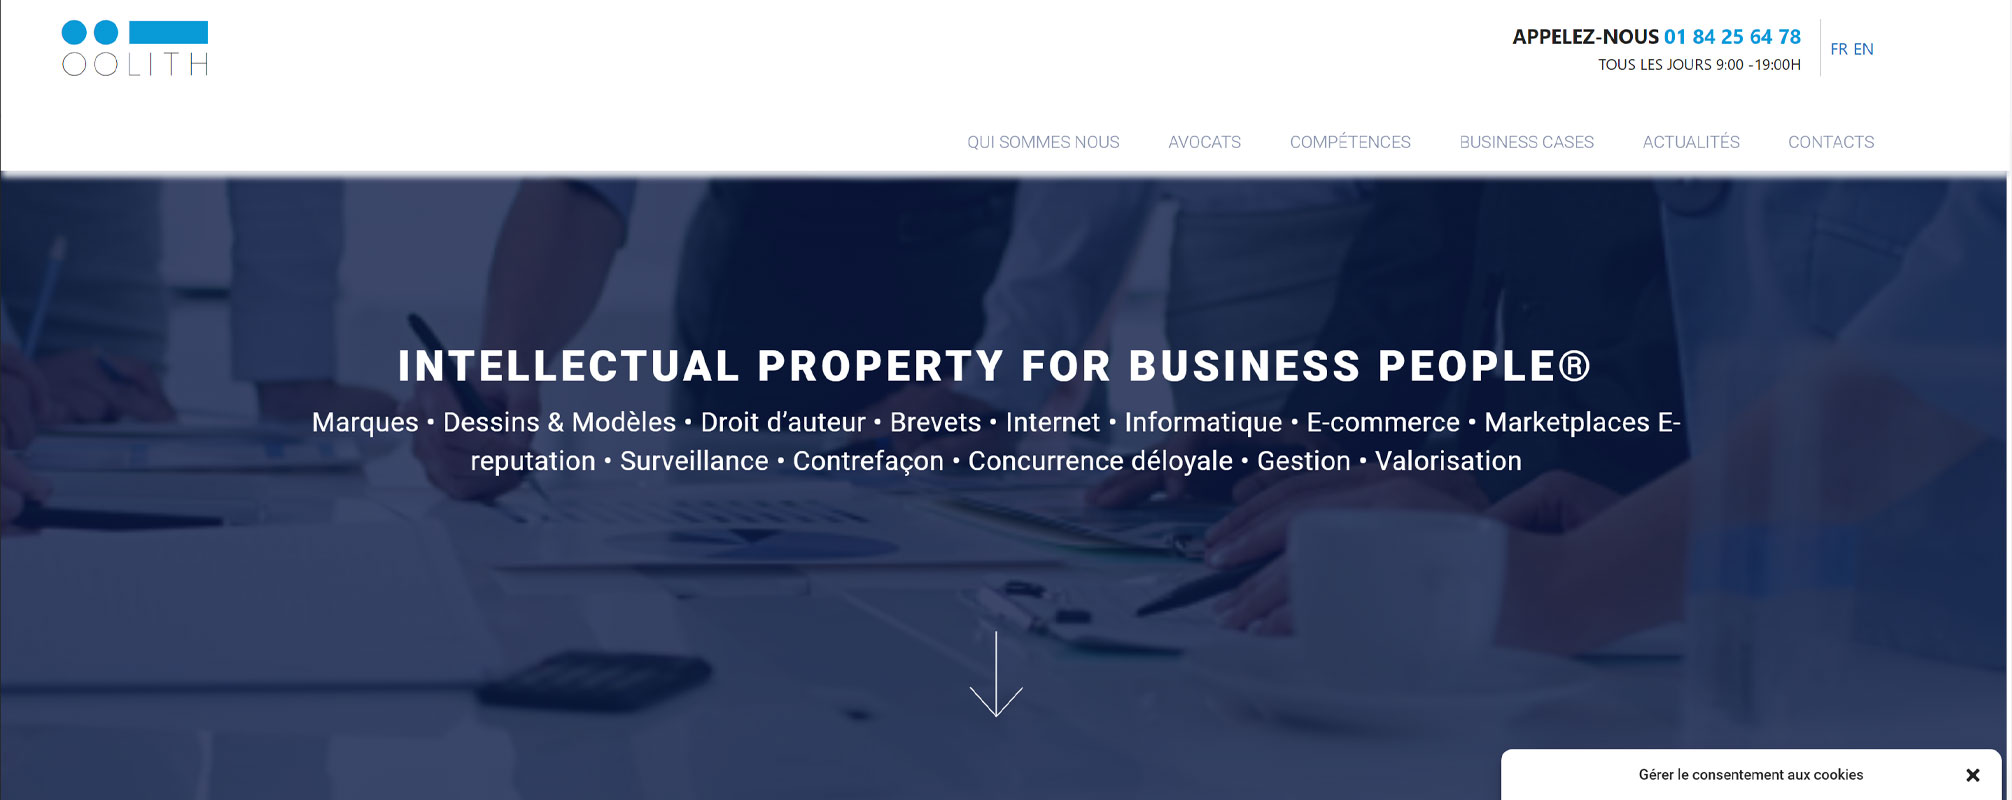 OOLITH
APPELEZ-NOUS 01 84 25 64 78
TOUS LES JOURS 9:00 -19:00H
FR EN
QUI SOMMES NOUS AVOCATS COMPÉTENCES BUSINESS CASES ACTUALITÉS CONTACTS
INTELLECTUAL PROPERTY FOR BUSINESS PEOPLE®
Marques • Dessins & Modèles • Droit d’auteur • Brevets • Internet • Informatique • E-commerce • Marketplaces E-
reputation • Surveillance • Contrefaçon • Concurrence déloyale • Gestion • Valorisation
Gérer le consentement aux cookies